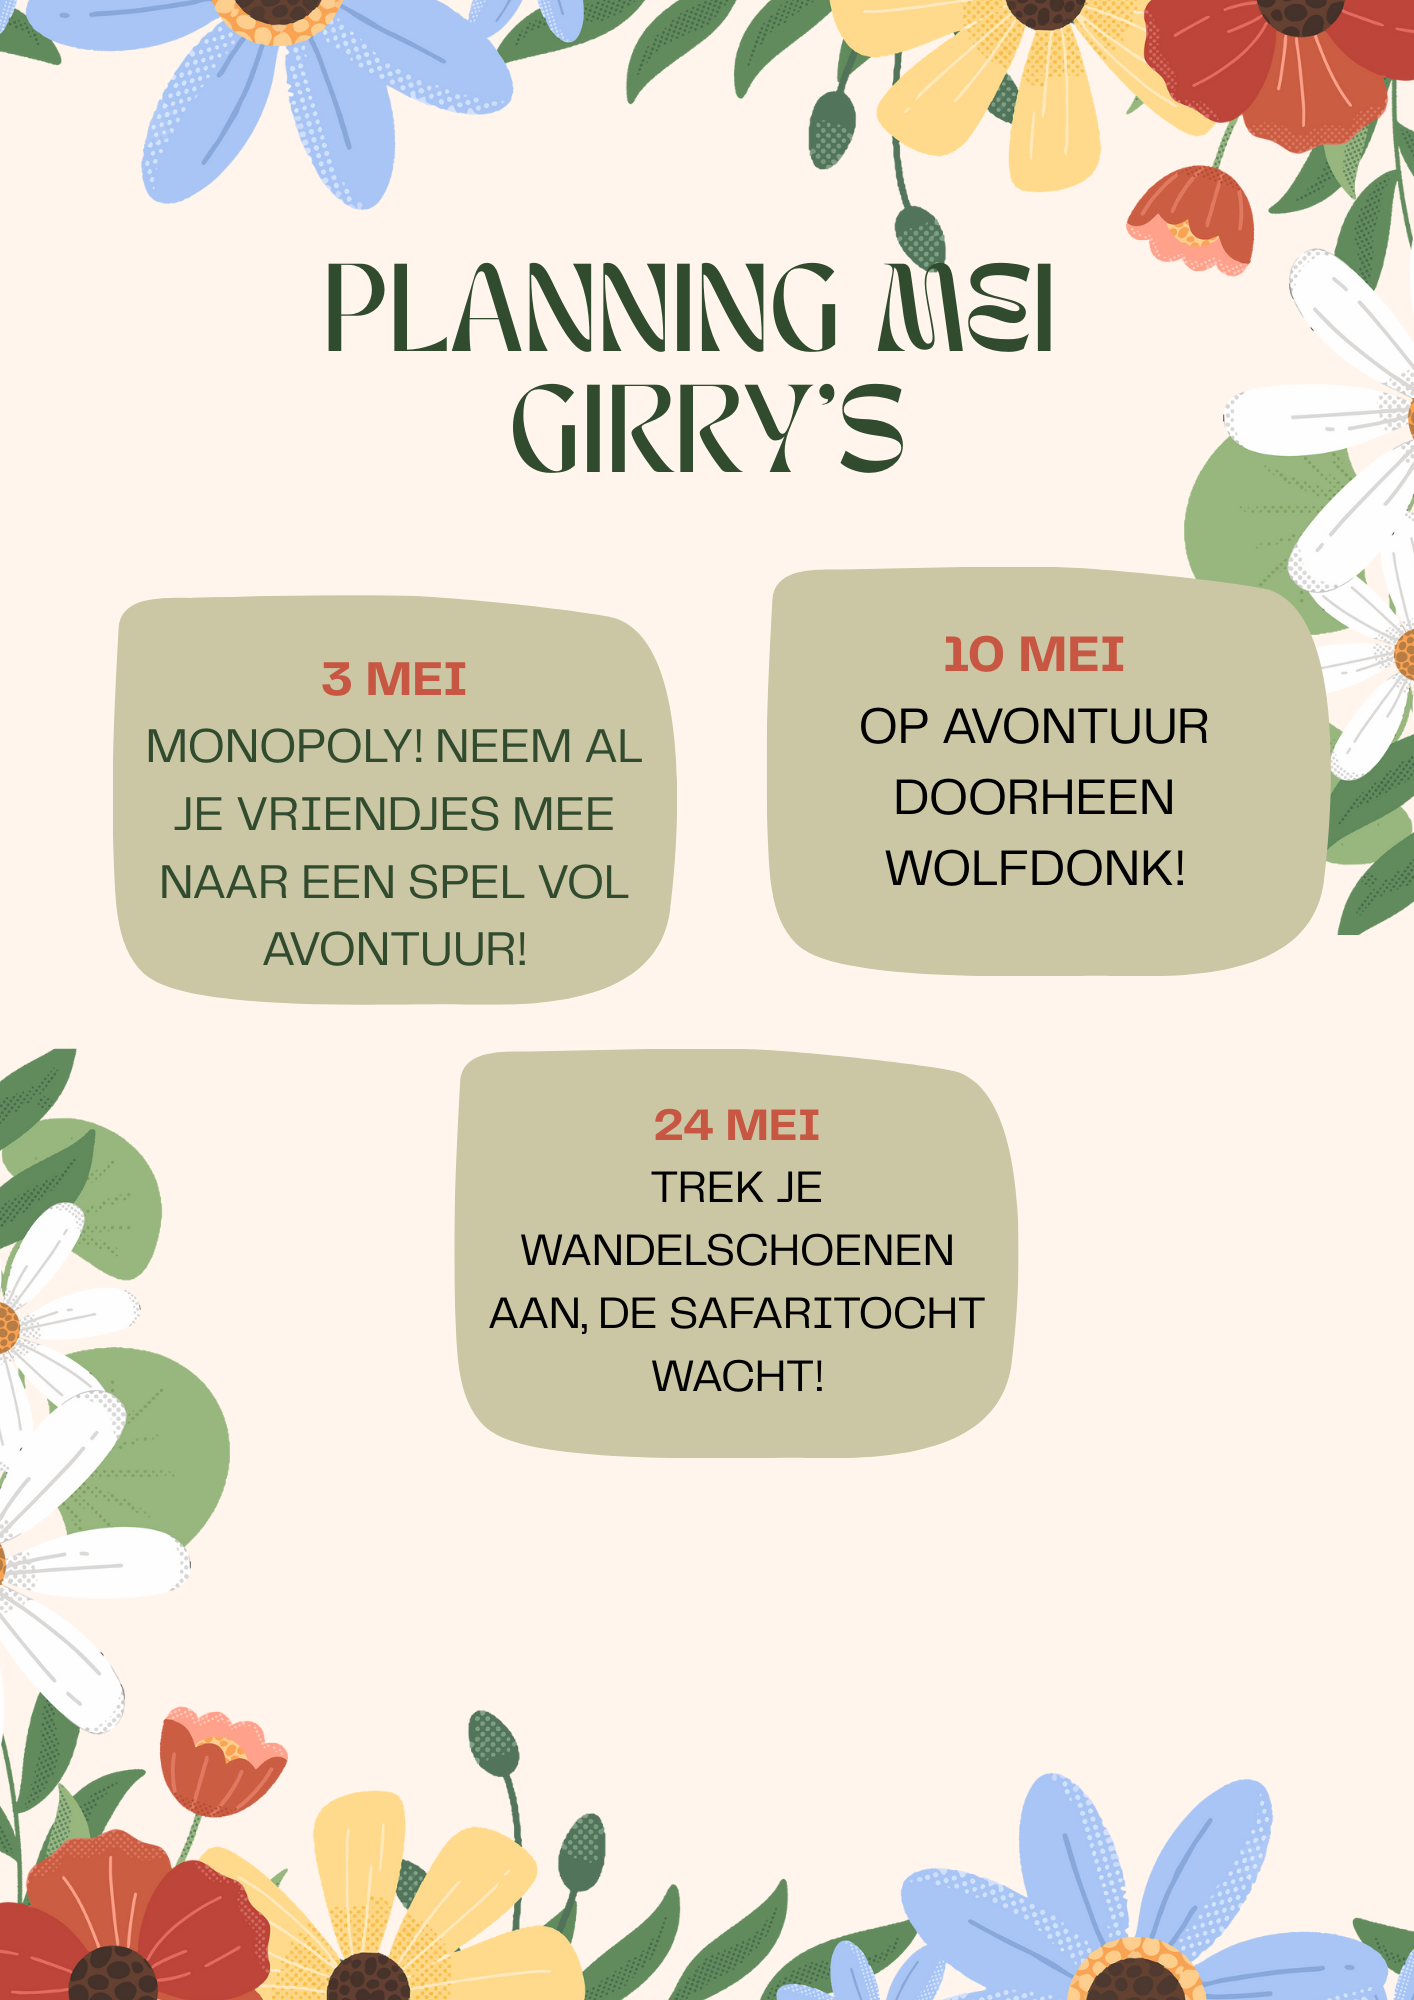 PLANNING MEI
GIRRY'S
3 MEI
MONOPOLY! NEEM AL
JE VRIENDJES MEE
NAAR EEN SPEL VOL
AVONTUUR!
10 MEI
OP AVONTUUR
DOORHEEN
WOLFDONK!
24 MEI
TREK JE
WANDELSCHOENEN
AAN, DE SAFARITOCHT
WACHT!